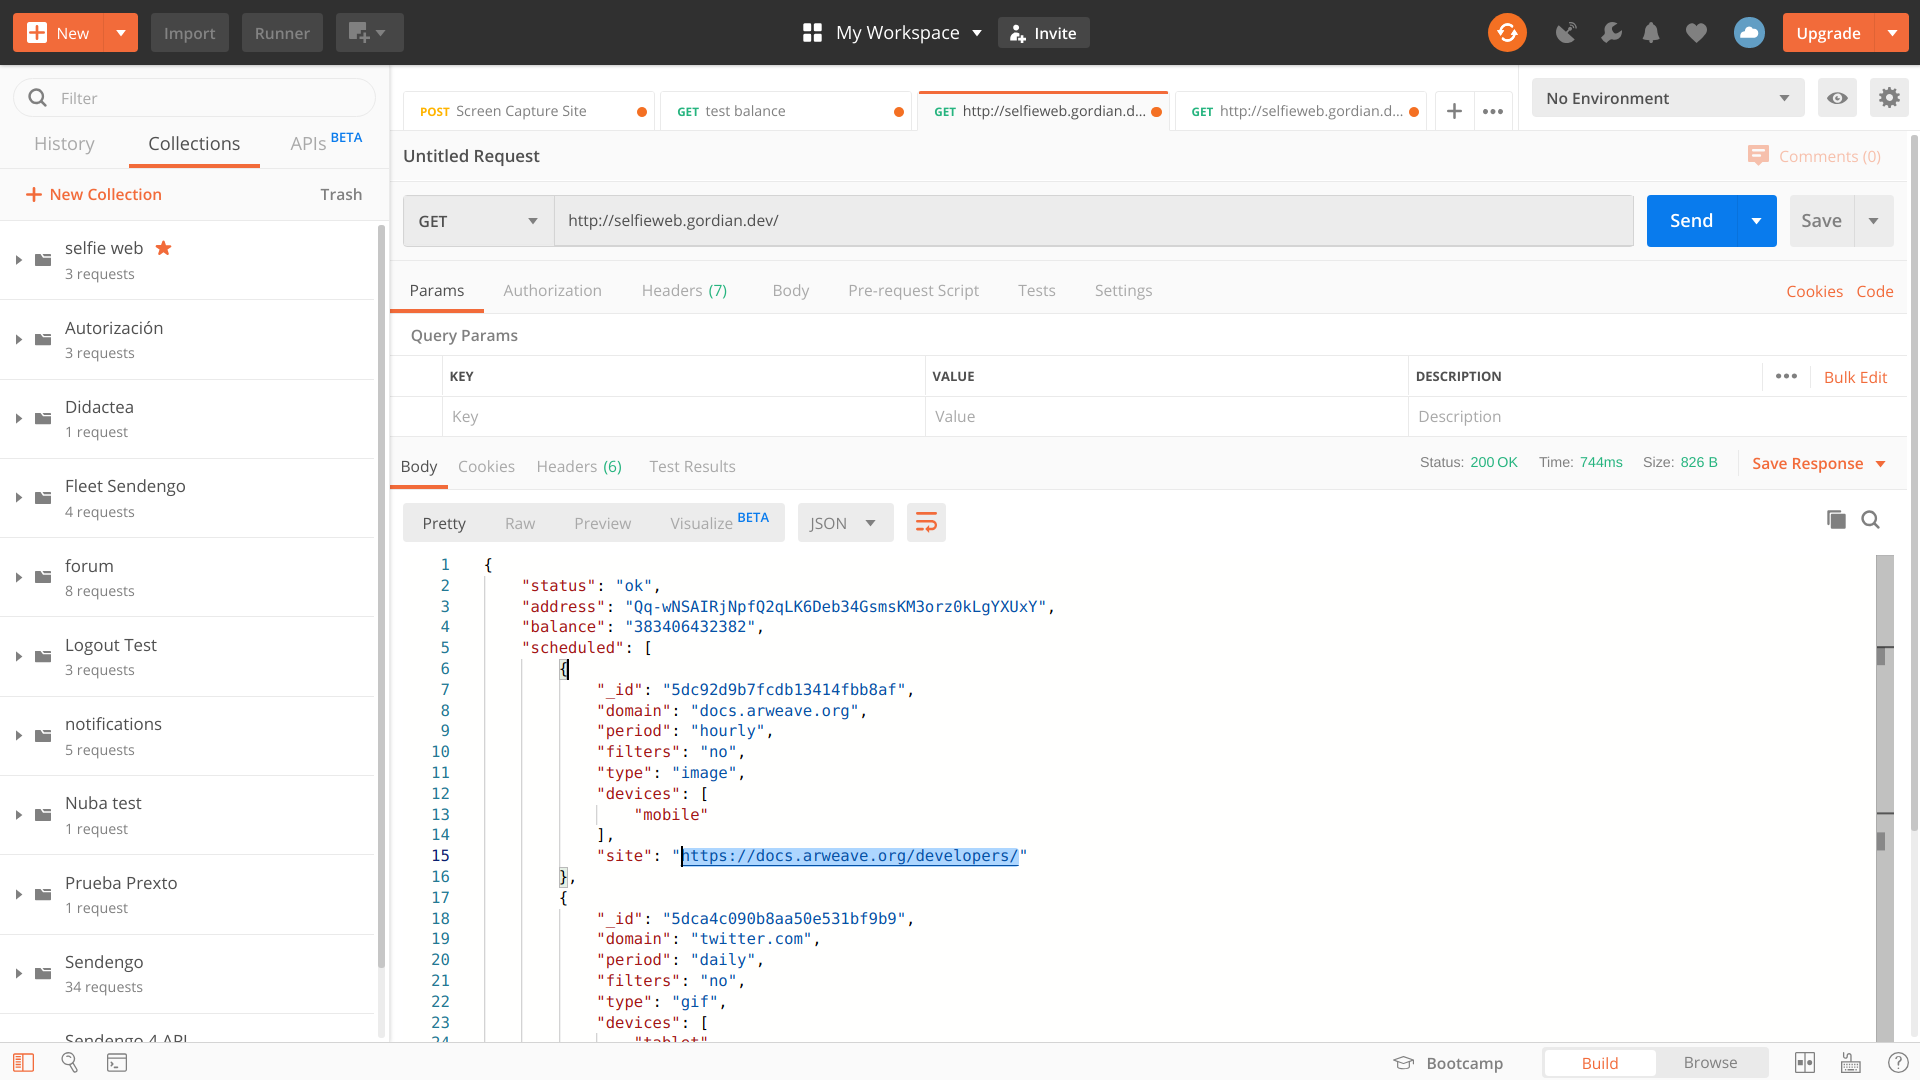 New
Import
Runner
My Workspace
Invite
Upgrade
Filter
History
Collections
APIs BETA
New Collection
Trash
selfie web
3 requests
Autorización
3 requests
Didactea
1 request
Fleet Sendengo
4 requests
forum
8 requests
Logout Test
3 requests
notifications
5 requests
Nuba test
1 request
Prueba Prexto
1 request
Sendengo
34 requests
Sendengo 4 API
POST Screen Capture Site
GET test balance
GET http://selfieweb.gordian.d...
GET http://selfieweb.gordian.d...
No Environment
Untitled Request
Comments (0)
GET
http://selfieweb.gordian.dev/
Send
Save
Params
Authorization
Headers (7)
Body
Pre-request Script
Tests
Settings
Cookies
Code
Query Params
KEY
VALUE
DESCRIPTION
Bulk Edit
Key
Value
Description
Body
Cookies
Headers (6)
Test Results
Status: 200 OK
Time: 744ms
Size: 826 B
Save Response
Pretty
Raw
Preview
Visualize BETA
JSON
1 {
2 "status": "ok",
3 "address": "Qq-wNSAIRjNpfQ2qLK6Deb34GsmsKM3orz0kLgYXUxY",
4 "balance": "383406432382",
5 "scheduled": [
6 {
7 "_id": "5dc92d9b7fcdb13414fbb8af",
8 "domain": "docs.arweave.org",
9 "period": "hourly",
10 "filters": "no",
11 "type": "image",
12 "devices": [
13 "mobile"
14 ],
15 "site": "https://docs.arweave.org/developers/"
16 },
17 {
18 "_id": "5dca4c090b8aa50e531bf9b9",
19 "domain": "twitter.com",
20 "period": "daily",
21 "filters": "no",
22 "type": "gif",
23 "devices": [
24 "tablet"
Bootcamp
Build
Browse